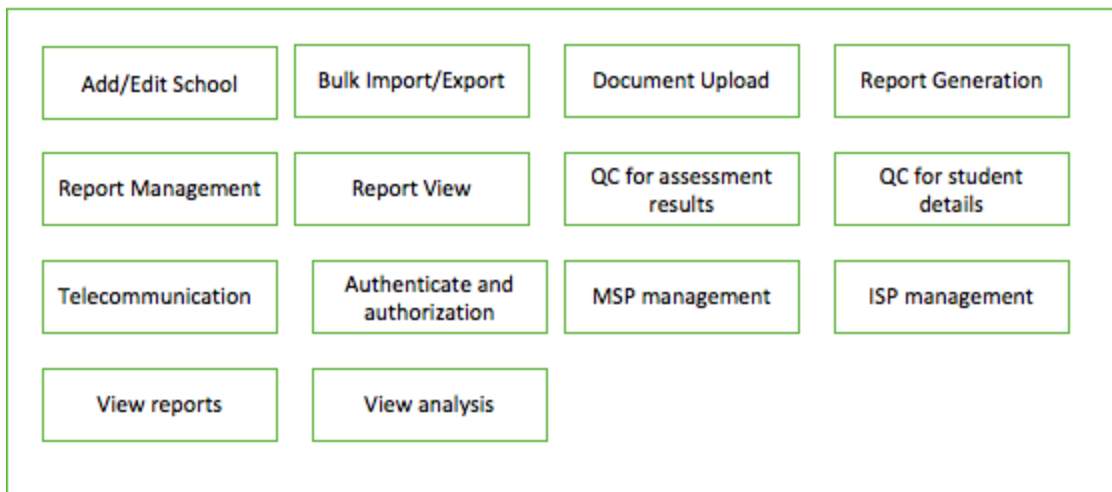 Add/Edit School
Bulk Import/Export
Document Upload
Report Generation
Report Management
Report View
QC for assessment
results
QC for student
details
Telecommunication
Authenticate and
authorization
MSP management
ISP management
View reports
View analysis